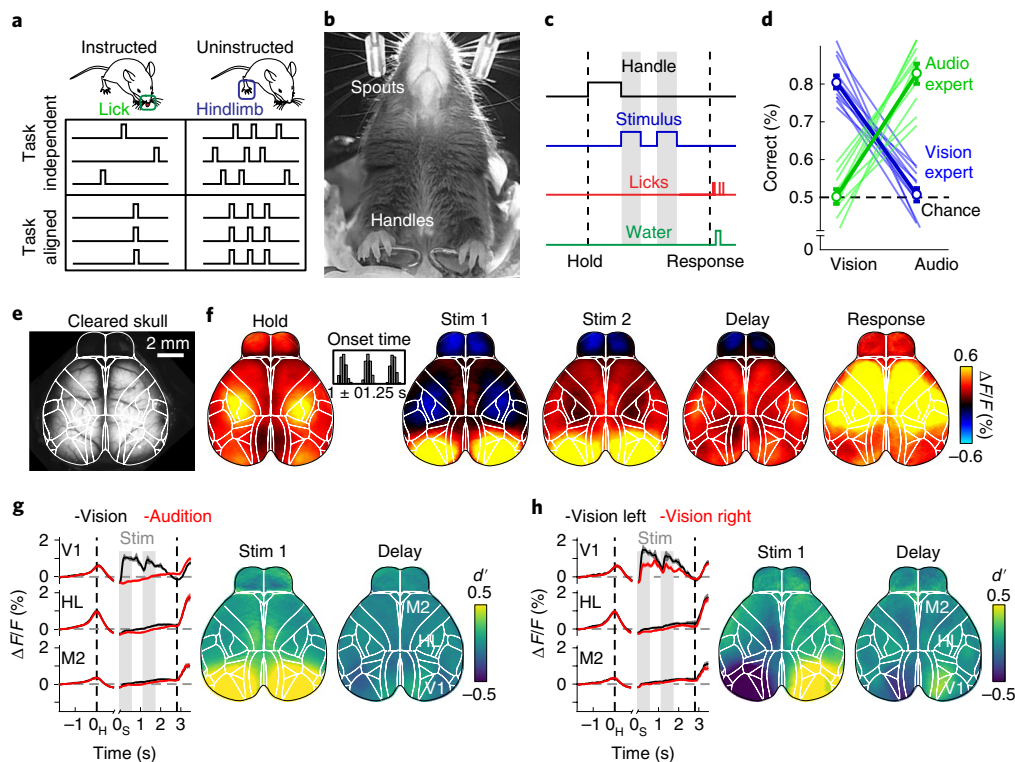 a
Instructed
Uninstructed
Lick
Hindlimb
Task
independent
Task
aligned
b
Spouts
Handles
c
Handle
Stimulus
Licks
Water
Hold
Response
d
Correct (%)
0.8
0.7
0.6
0.5
0
Audio
expert
Vision
expert
Chance
Vision
Audio
e
Cleared skull
2 mm
f
Hold
Onset time
1 ± 01.25 s
Stim 1
Stim 2
Delay
Response
0.6
ΔF/F (%)
−0.6
g
-Vision
-Audition
Stim
V1
HL
M2
2
0
2
0
2
0
ΔF/F (%)
−1
0H
0S
1
2
3
Time (s)
Stim 1
Delay
M2
HL
V1
d′
0.5
−0.5
h
-Vision left
-Vision right
Stim
V1
HL
M2
2
0
2
0
2
0
ΔF/F (%)
−1
0H
0S
1
2
3
Time (s)
Stim 1
Delay
M2
HL
V1
d′
0.5
−0.5